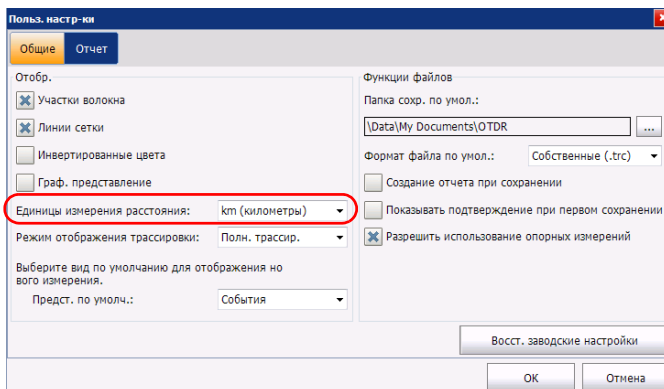 Польз. настр-ки
Общие
Отчет
Отобр.
Участки волокна
Линии сетки
Инвертированные цвета
Граф. представление
Единицы измерения расстояния: km (километры)
Режим отображения трассировки: Полн. трассир.
Выберите вид по умолчанию для отображения но
вого измерения.
Предст. по умолч.: События
Функции файлов
Папка сохр. по умол.:
\Data\My Documents\OTDR ...
Формат файла по умол.: Собственные (.trc)
Создание отчета при сохранении
Показывать подтверждение при первом сохранении
Разрешить использование опорных измерений
Восст. заводские настройки
OK
Отмена